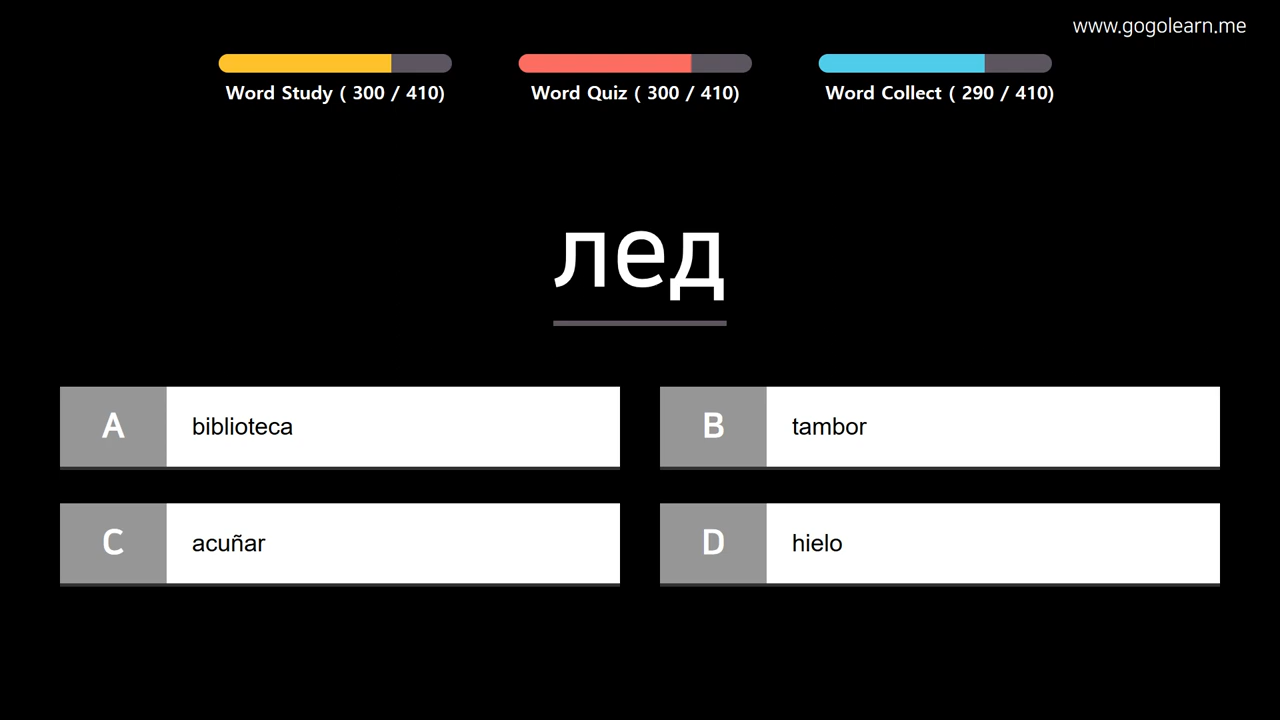 www.gogolearn.me
Word Study ( 300 / 410)
Word Quiz ( 300 / 410)
Word Collect ( 290 / 410)
лед
A biblioteca
B tambor
C acuñar
D hielo